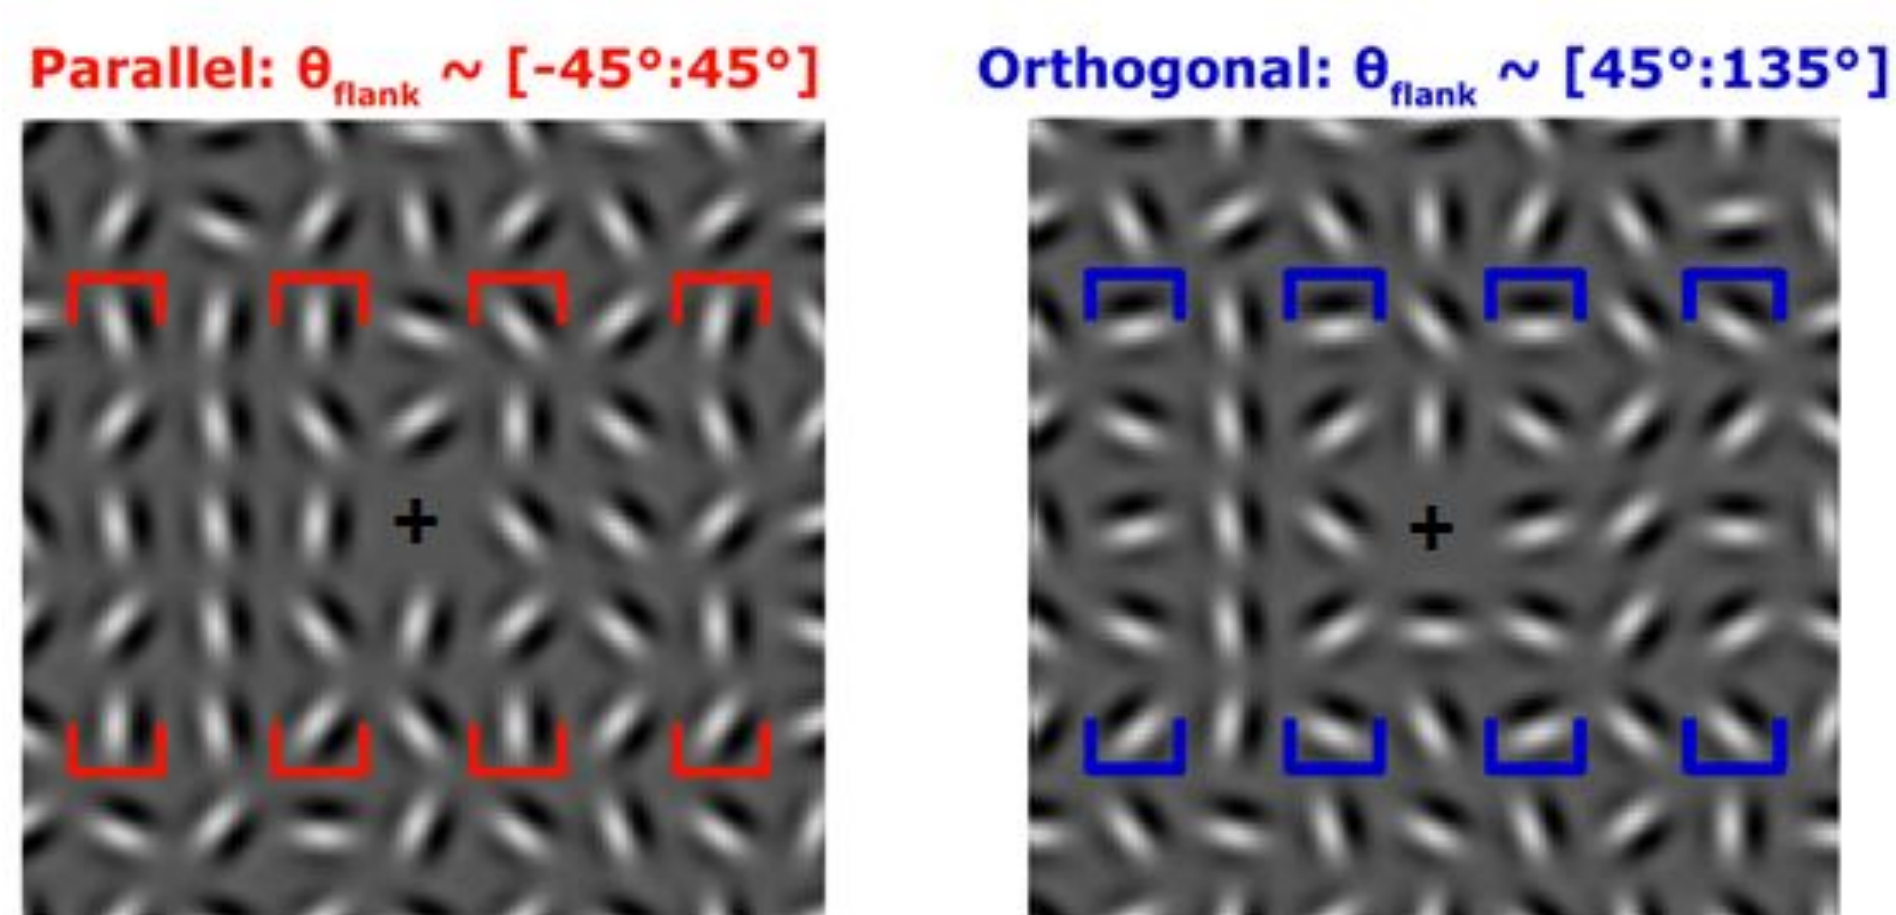 Parallel: θflank ~ [-45°:45°]
Orthogonal: θflank ~ [45°:135°]